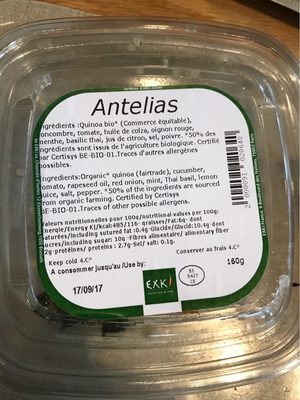 Antelias
Ingrédients :Quinoa bio* (Commerce équitable),
concombre, tomate, huile de colza, oignon rouge,
menthe, basilic thai, jus de citron, sel, poivre. *50% des
ingrédients sont issus de l'agriculture biologique. Certifié
par Certisys BE-BIO-01.Traces d'autres allergènes
possibles.
Ingredients:Organic* quinoa (fairtrade), cucumber,
tomato, rapeseed oil, red onion, mint, Thai basil, lemon
juice, salt, pepper. *50% of the ingredients are sourced
from organic farming. Certified by Certisys
BE-BIO-01.Traces of other possible allergens.
Valeurs nutritionnelles pour 100g/nutritional values per 100g:
energie/energy KJ/kcal:485/116- graisses/Fat:6g- dont
saturées/including sutured fat :0.4g-Glucide/Glucid:10.4g dont
sucres/including sugar: 10g -Fibres alimentaire/ alimentary fiber
:2g-protéines/ proteins : 2.7g-Sel/ salt: 0.1g.
Keep cold 4.C° Conserver au frais 4.C°
A consommer jusqu'au /Use by: 160g
17/09/17
EXKi
BE
CE
2000091020640